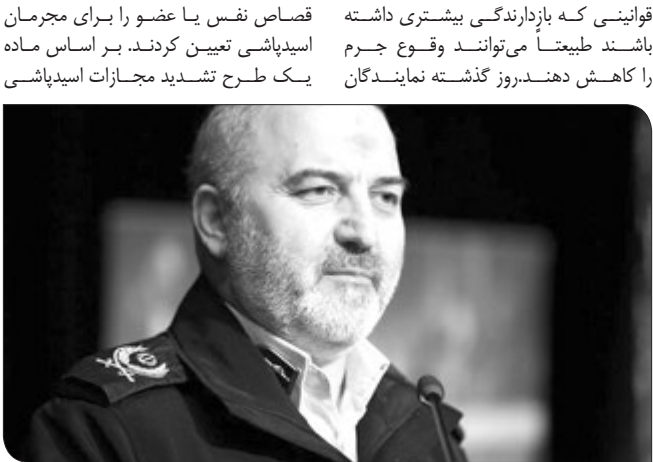 قوانینی که بازدارندگی بیشتری داشته
باشند طبیعتاً می‌توانند وقوع جرم
را کاهش دهند.روز گذشته نمایندگان
قصاص نفس یا عضو را برای مجرمان
اسیدپاشی تعیین کردند. بر اساس ماده
یک طرح تشدید مجازات اسیدپاشی